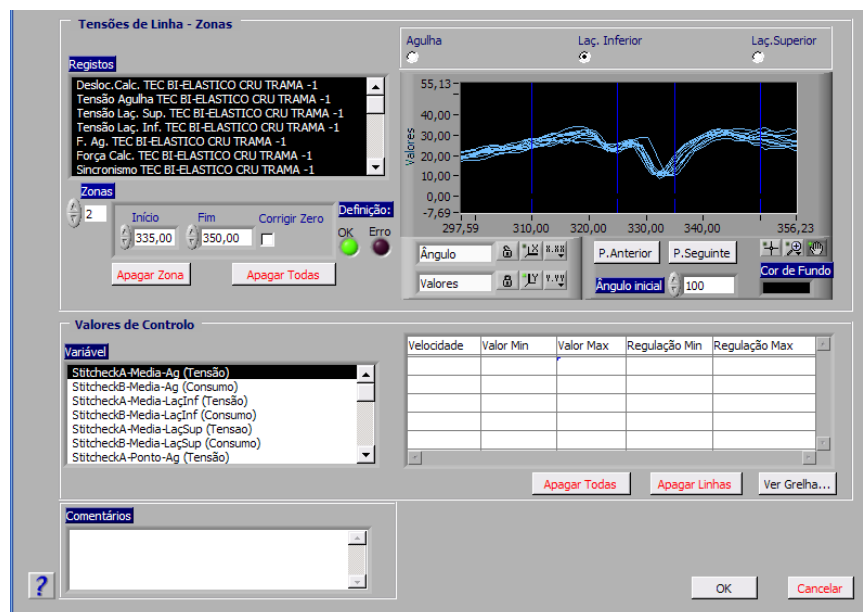 Tensões de Linha - Zonas
Registos
Desloc.Calc. TEC BI-ELASTICO CRU TRAMA -1
Tensão Agulha TEC BI-ELASTICO CRU TRAMA -1
Tensão Laç. Sup. TEC BI-ELASTICO CRU TRAMA -1
Tensão Laç. Inf. TEC BI-ELASTICO CRU TRAMA -1
F. Ag. TEC BI-ELASTICO CRU TRAMA -1
Força Calc. TEC BI-ELASTICO CRU TRAMA -1
Sincronismo TEC BI-ELASTICO CRU TRAMA -1
Zonas
2
Início Fim Corrigir Zero
335,00 350,00
Definição:
OK Erro
Apagar Zona Apagar Todas
Agulha Laç. Inferior Laç.Superior
Valores
55,13
40,00
30,00
20,00
10,00
0,00
-7,69
297,59 310,00 320,00 330,00 340,00 356,23
Ângulo X X.XX P.Anterior P.Seguinte
Valores Y Y.YY Ângulo inicial 100
Cor de Fundo
Valores de Controlo
Variável
StitcheckA-Media-Ag (Tensão)
StitcheckB-Media-Ag (Consumo)
StitcheckA-Media-LaçInf (Tensão)
StitcheckB-Media-LaçInf (Consumo)
StitcheckA-Media-LaçSup (Tensao)
StitcheckB-Media-LaçSup (Consumo)
StitcheckA-Ponto-Ag (Tensão)
Velocidade Valor Min Valor Max Regulação Min Regulação Max
Apagar Todas Apagar Linhas Ver Grelha...
Comentários
?
OK Cancelar